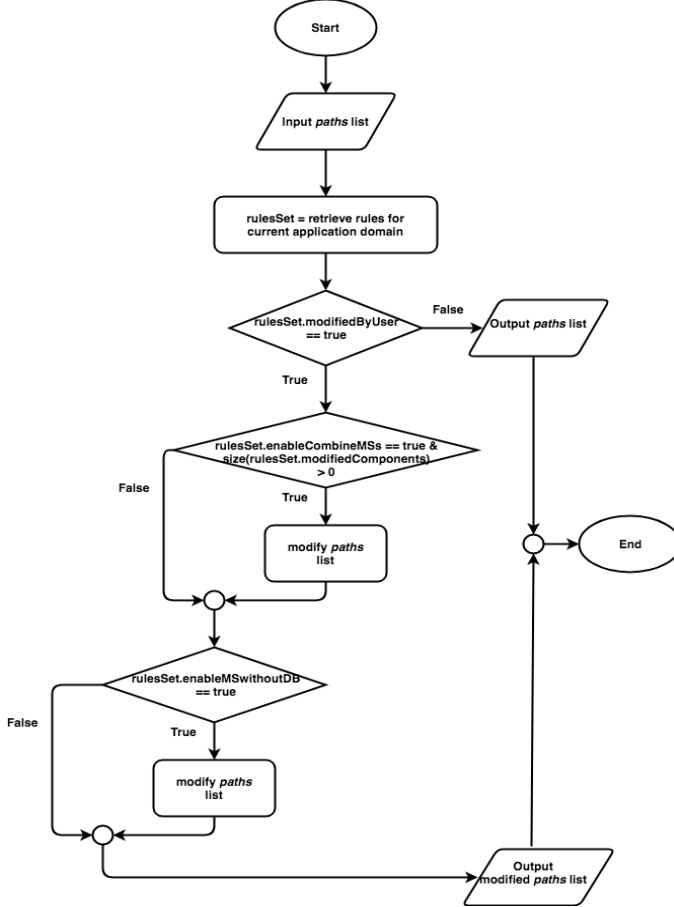 Start
Input paths list
rulesSet = retrieve rules for
current application domain
rulesSet.modifiedByUser
== true
False
Output paths list
True
rulesSet.enableCombineMSs == true &
size(rulesSet.modifiedComponents)
> 0
False
True
modify paths
list
End
rulesSet.enableMSwithoutDB
== true
False
True
modify paths
list
Output
modified paths list